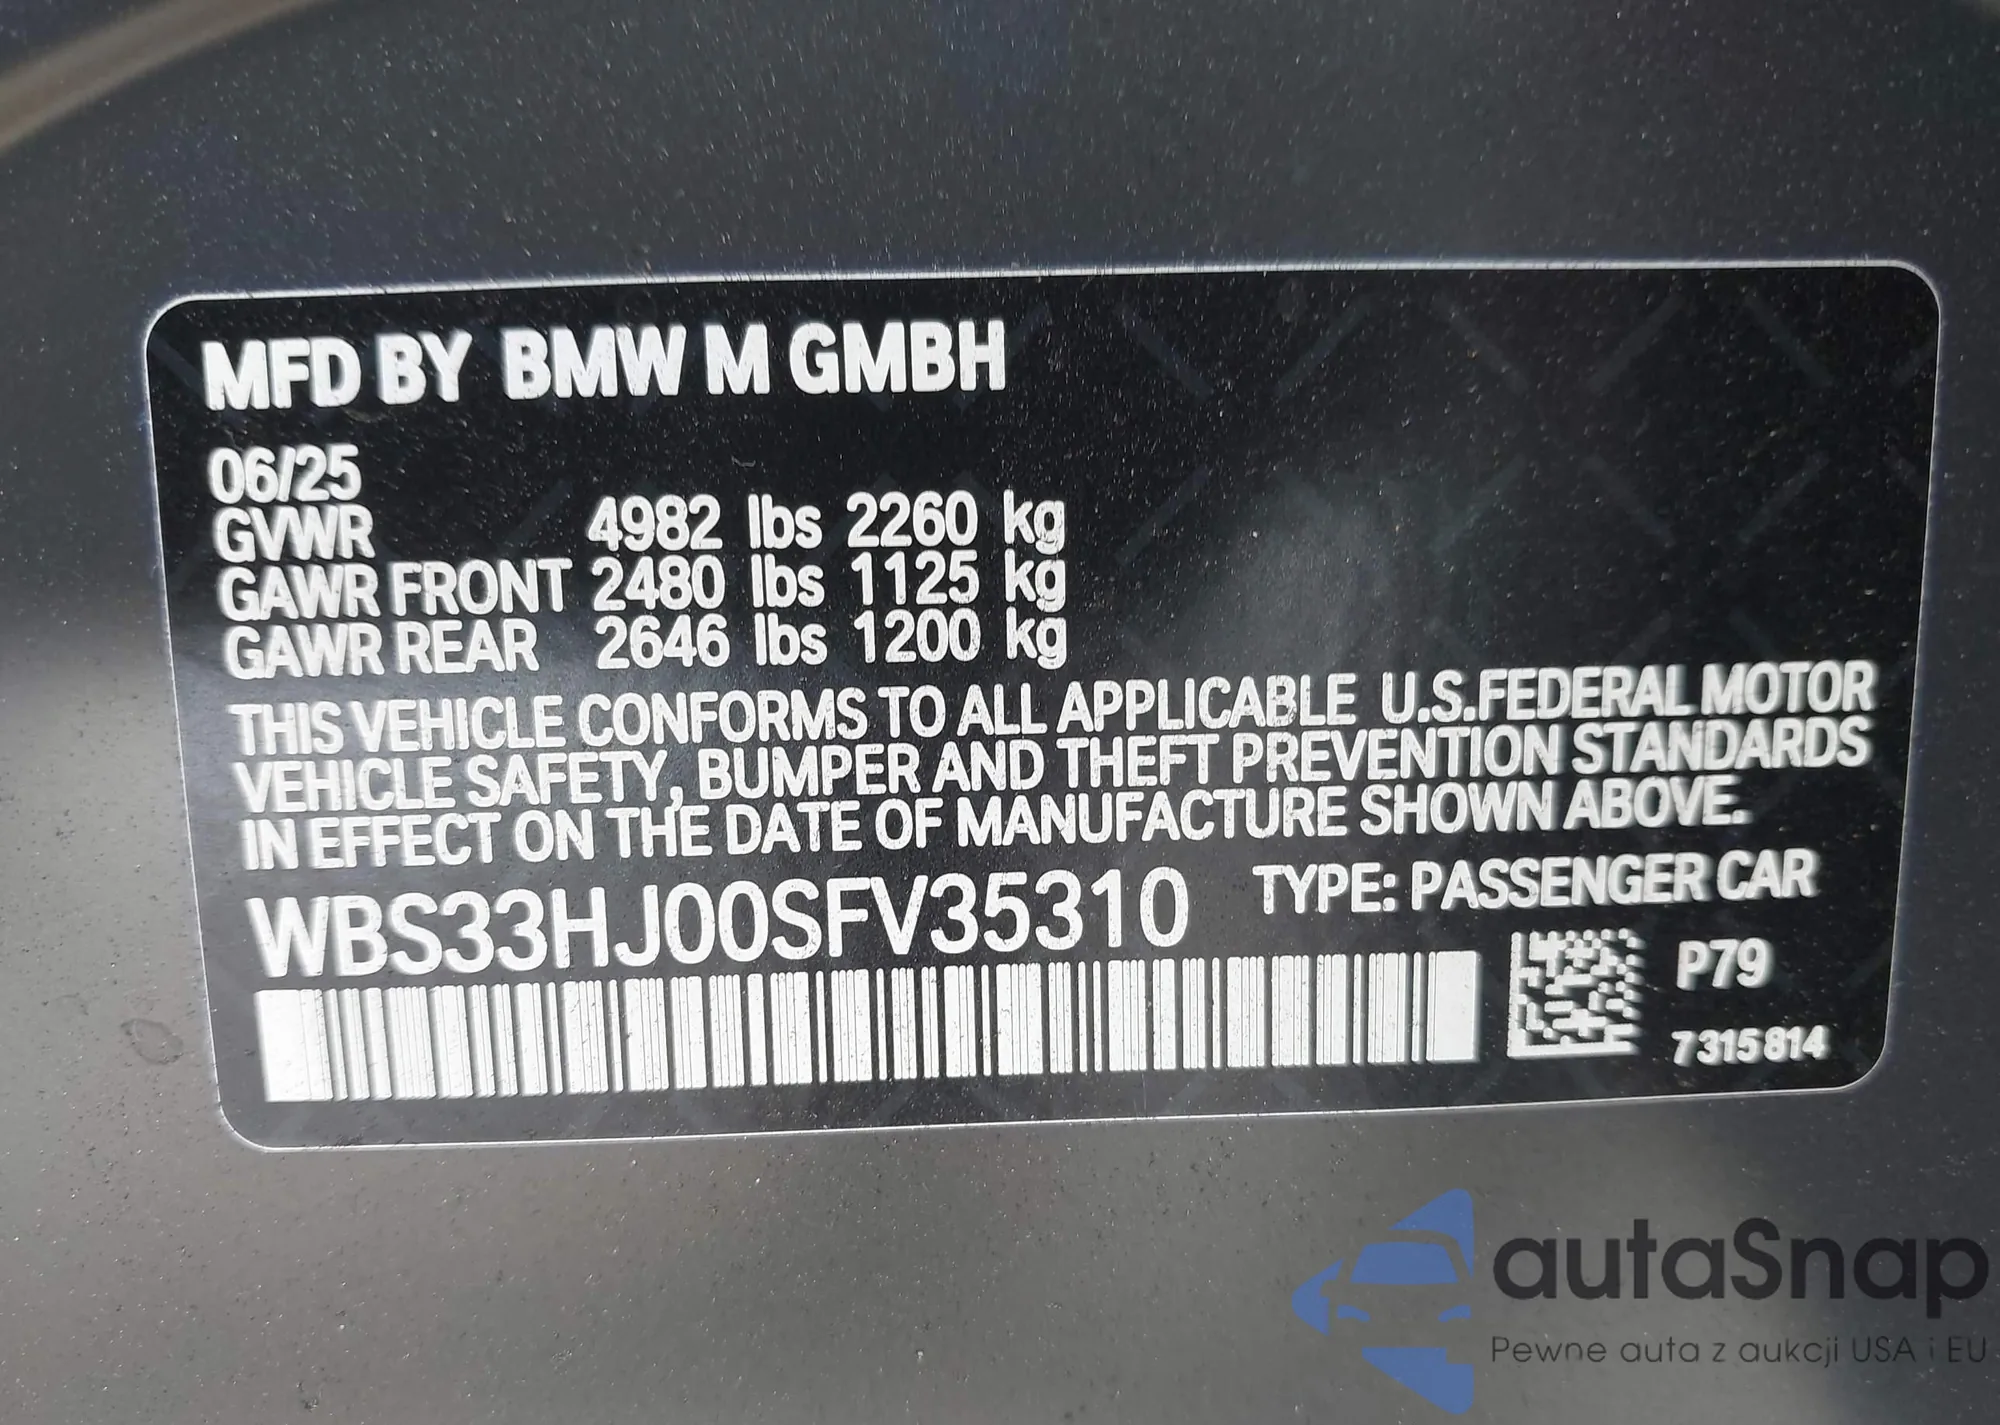 MFD BY BMW M GMBH
06/25
GVWR 4982 lbs 2260 kg
GAWR FRONT 2480 lbs 1125 kg
GAWR REAR 2646 lbs 1200 kg
THIS VEHICLE CONFORMS TO ALL APPLICABLE U.S.FEDERAL MOTOR
VEHICLE SAFETY, BUMPER AND THEFT PREVENTION STANDARDS
IN EFFECT ON THE DATE OF MANUFACTURE SHOWN ABOVE.
WBS33HJ00SFV35310 TYPE: PASSENGER CAR
P79
7315814
autaSnap
Pewne auta z aukcji USA i EU